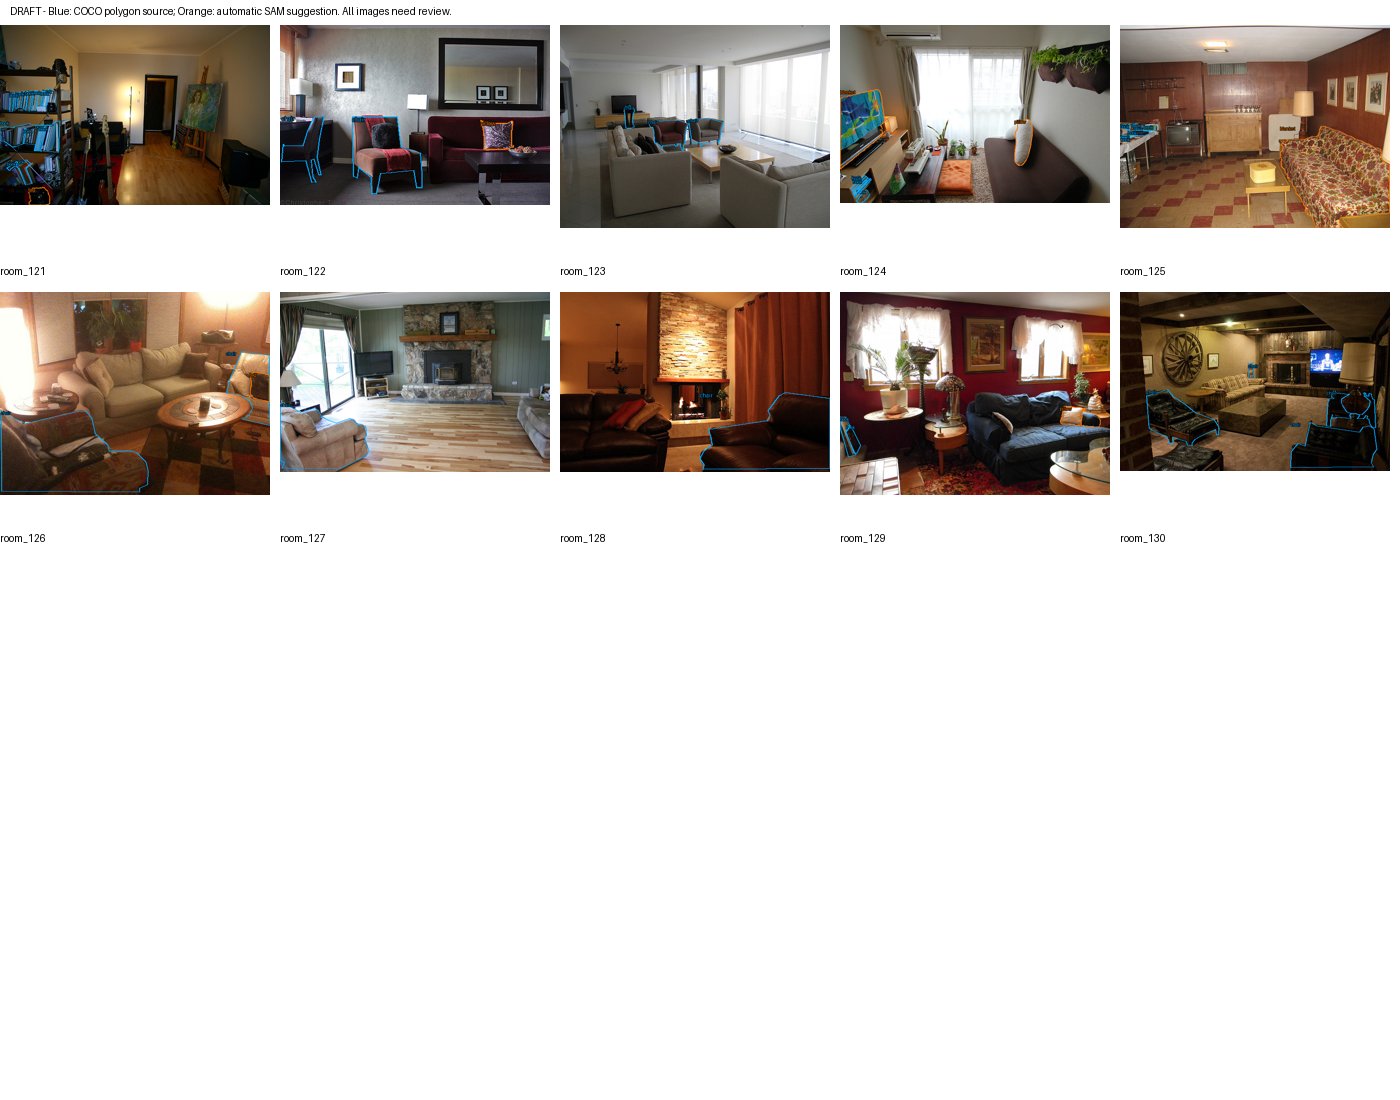 DRAFT - Blue: COCO polygon source; Orange: automatic SAM suggestion. All images need review.
room_121
room_122
room_123
room_124
room_125
chair
room_126
room_127
room_128
room_129
room_130